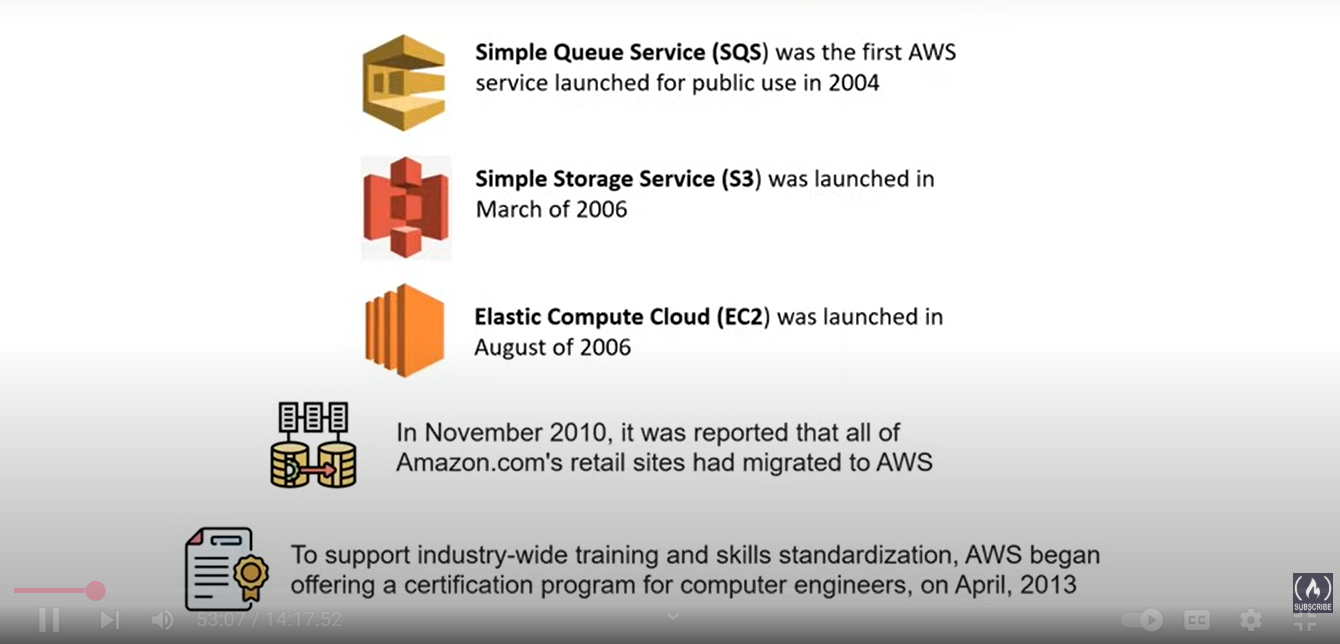 Simple Queue Service (SQS) was the first AWS
service launched for public use in 2004
Simple Storage Service (S3) was launched in
March of 2006
Elastic Compute Cloud (EC2) was launched in
August of 2006
In November 2010, it was reported that all of
Amazon.com's retail sites had migrated to AWS
To support industry-wide training and skills standardization, AWS began
offering a certification program for computer engineers, on April, 2013
SUBSCRIBE
53:07 / 14:17:52
CC